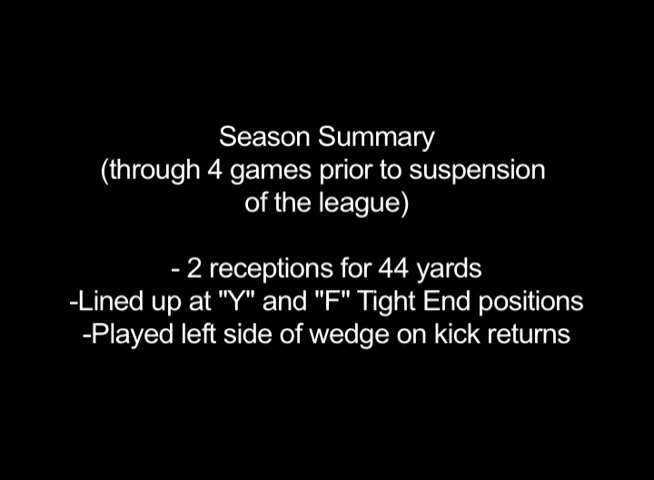 Season Summary
(through 4 games prior to suspension
of the league)
- 2 receptions for 44 yards
-Lined up at "Y" and "F" Tight End positions
-Played left side of wedge on kick returns